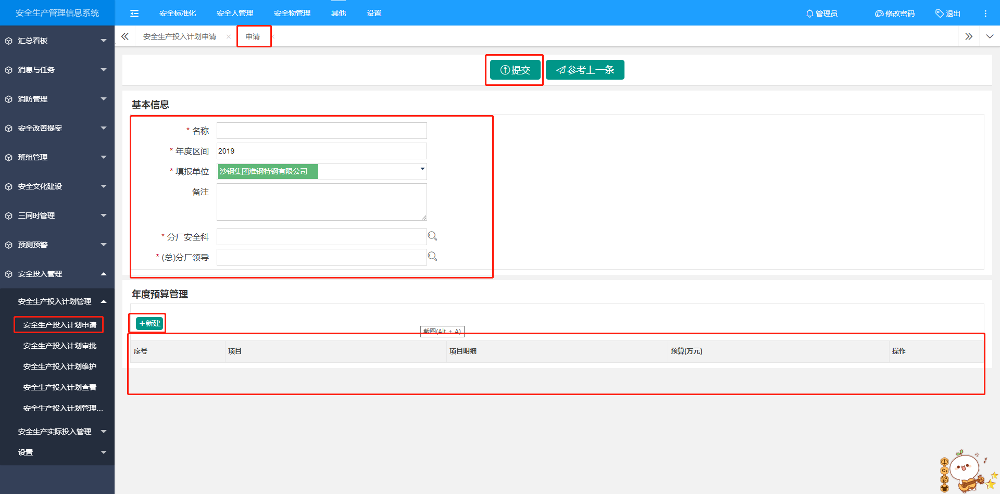 安全生产管理信息系统
安全标准化 安全人管理 安全物管理 其他 设置 管理员 修改密码 退出
安全生产投入计划申请 × 申请 ×
汇总看板
消息与任务
消防管理
安全改善提案
班组管理
安全文化建设
三同时管理
预测预警
安全投入管理
安全生产投入计划管理
安全生产投入计划申请
安全生产投入计划审批
安全生产投入计划维护
安全生产投入计划查看
安全生产投入计划管理...
安全生产实际投入管理
设置
提交 参考上一条
基本信息
* 名称
* 年度区间 2019
* 填报单位 沙钢集团淮钢特钢有限公司
备注
* 分厂安全科
* (总)分厂领导
年度预算管理
+新建
截图(Alt + A)
序号 项目 项目明细 预算(万元) 操作
中
简